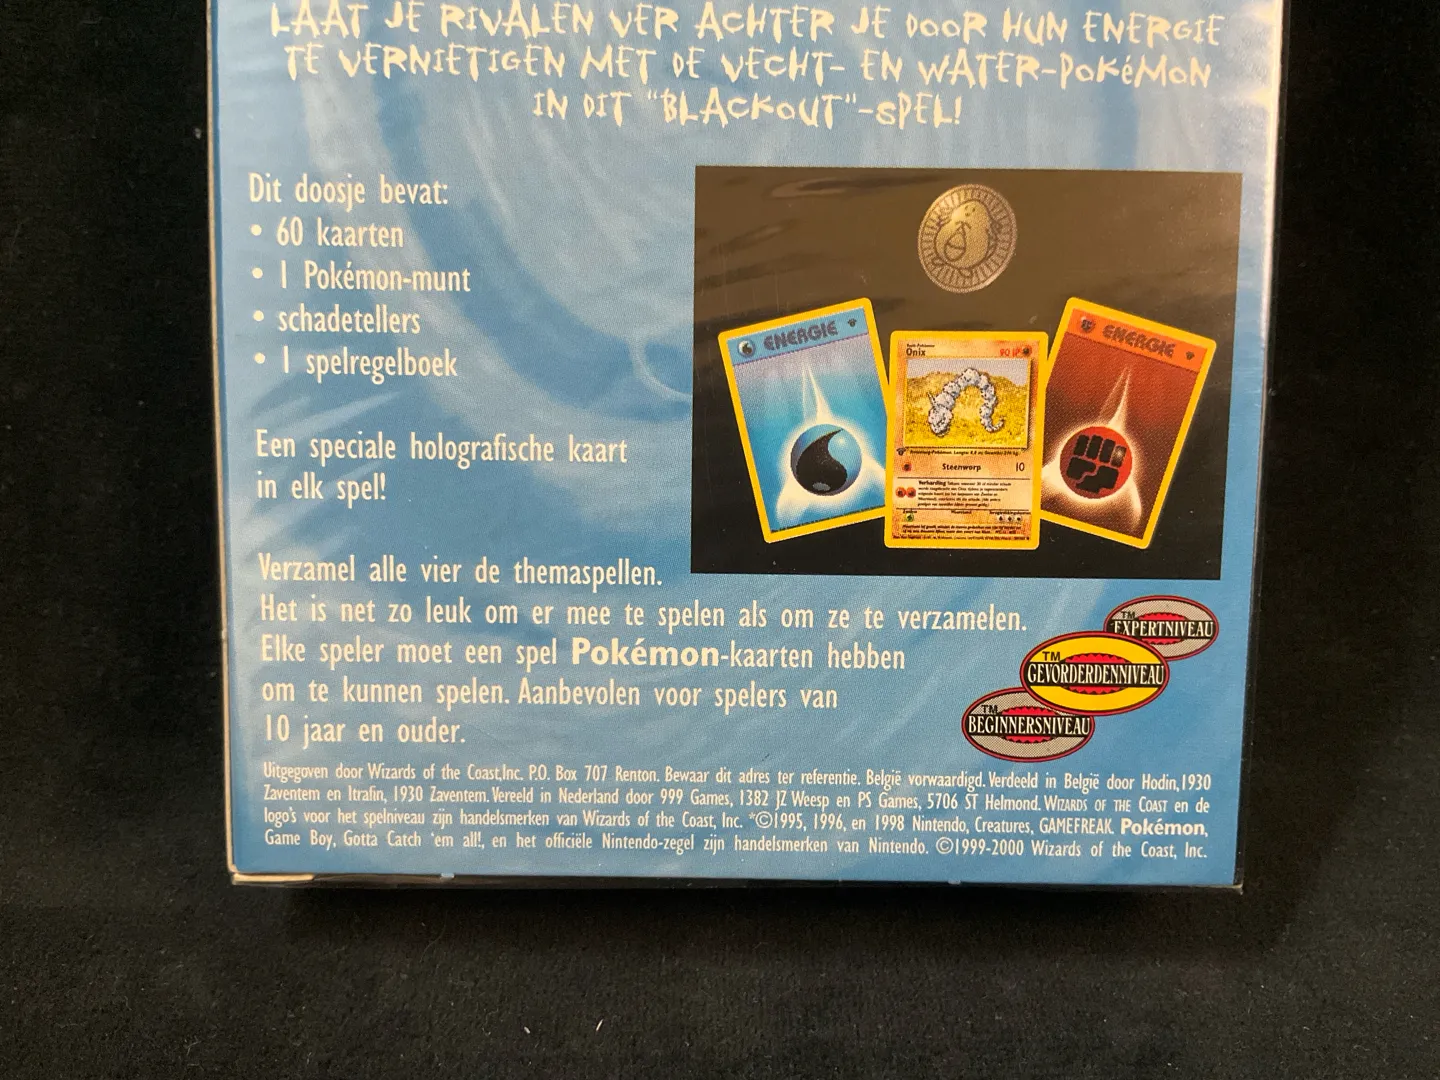 LAAT JE RIVALEN VER ACHTER JE DOOR HUN ENERGIE
TE VERNIETIGEN MET DE VECHT- EN WATER-POKéMON
IN DIT "BLACKOUT"-SPEL!
Dit doosje bevat:
• 60 kaarten
• 1 Pokémon-munt
• schadetellers
• 1 spelregelboek
Een speciale holografische kaart
in elk spel!
ENERGIE
Onix
90 HP
Steenworp 10
Verharding
ENERGIE
Verzamel alle vier de themaspellen.
Het is net zo leuk om er mee te spelen als om ze te verzamelen.
Elke speler moet een spel Pokémon-kaarten hebben
om te kunnen spelen. Aanbevolen voor spelers van
10 jaar en ouder.
TM
EXPERTNIVEAU
TM
GEVORDERDENNIVEAU
TM
BEGINNERSNIVEAU
Uitgegeven door Wizards of the Coast,Inc. P.O. Box 707 Renton. Bewaar dit adres ter referentie. België vorwaardigd. Verdeeld in België door Hodin,1930
Zaventem en Itrafin, 1930 Zaventem. Vereeld in Nederland door 999 Games, 1382 JZ Weesp en PS Games, 5706 ST Helmond. WIZARDS OF THE COAST en de
logo's voor het spelniveau zijn handelsmerken van Wizards of the Coast, Inc. *©1995, 1996, en 1998 Nintendo, Creatures, GAMEFREAK. Pokémon,
Game Boy, Gotta Catch 'em all!, en het officiële Nintendo-zegel zijn handelsmerken van Nintendo. ©1999-2000 Wizards of the Coast, Inc.